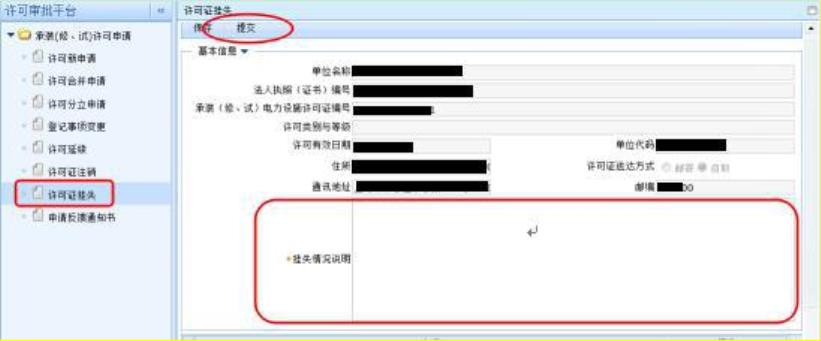 许可审批平台 «
承装(修、试)许可申请
许可新申请
许可合并申请
许可分立申请
登记事项变更
许可延续
许可证注销
许可证挂失
申请反馈通知书
许可证挂失
保存 提交
基本信息
单位名称
法人执照（证书）编号
承装（修、试）电力设施许可证编号
许可类别与等级
许可有效日期 单位代码
住所 许可证送达方式 邮寄 自取
通讯地址 邮编 00
*挂失情况说明